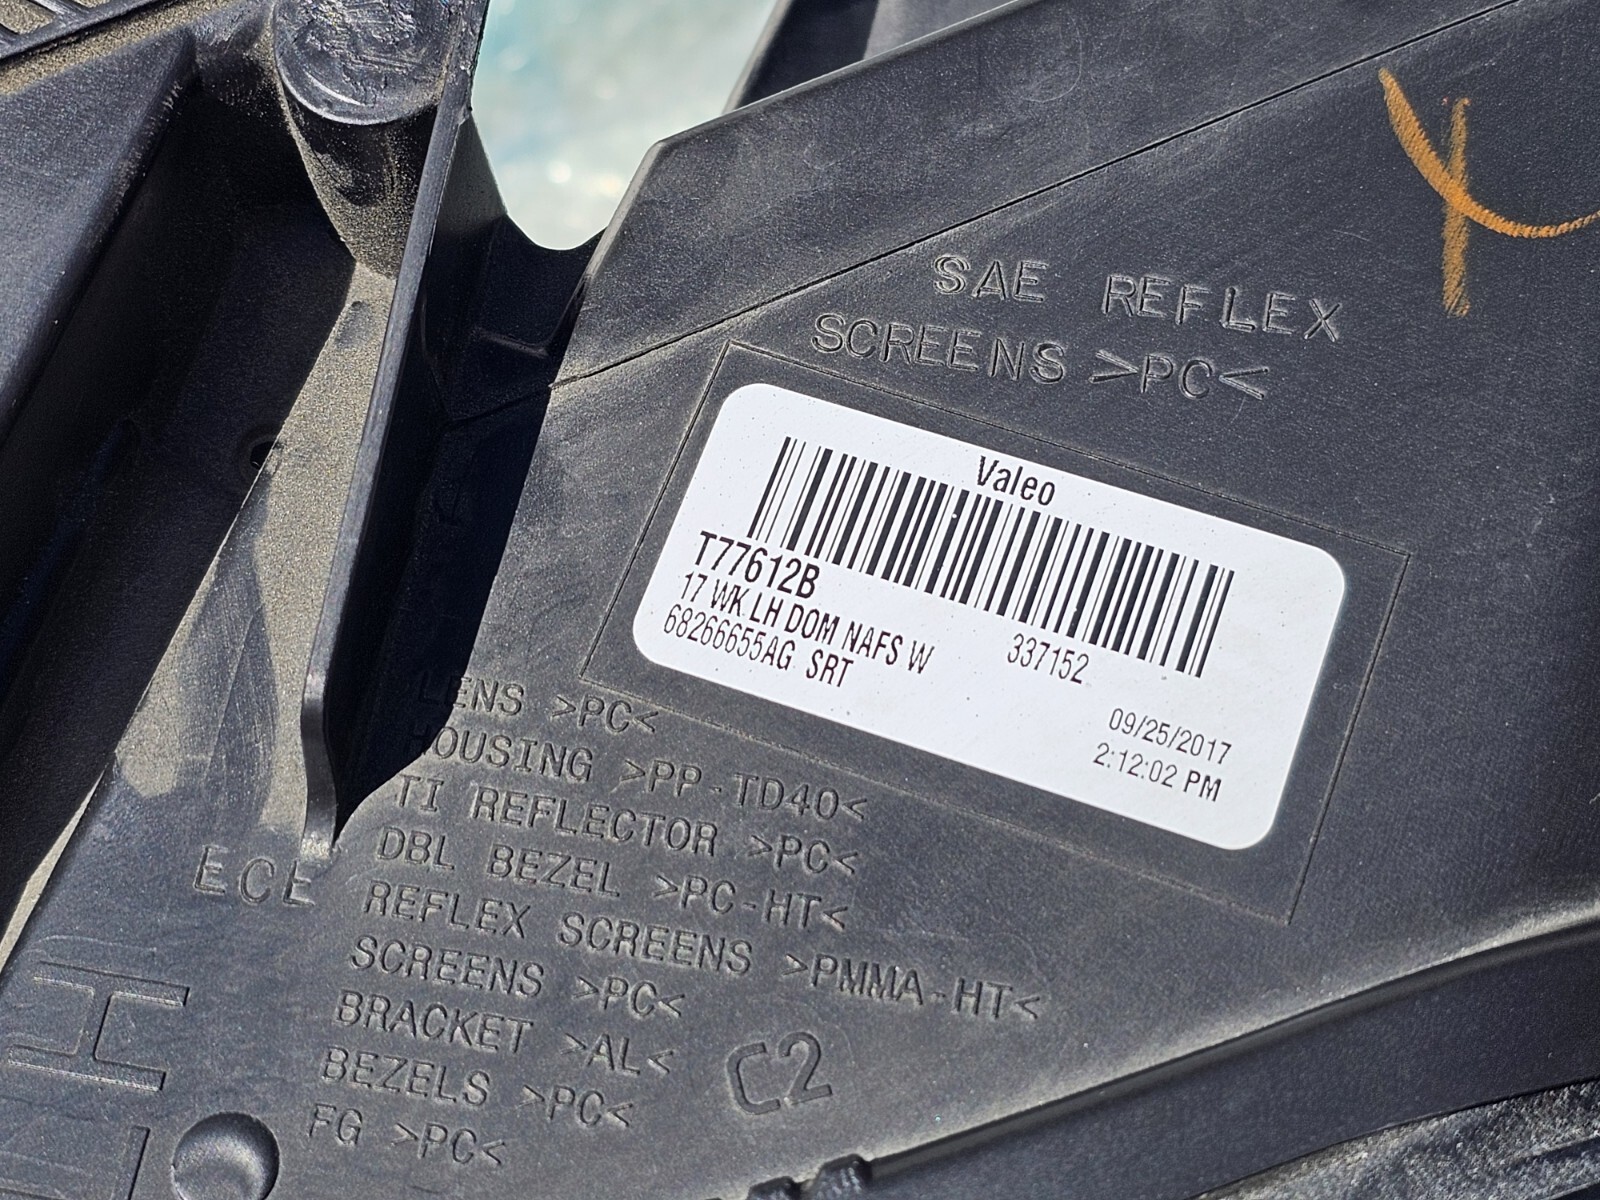 SAE REFLEX
SCREENS >PC<
Valeo
T77612B
17 WK LH DOM NAFS W
337152
68266655AG SRT
09/25/2017
2:12:02 PM
LENS >PC<
HOUSING >PP-TD40<
TI REFLECTOR >PC<
DBL BEZEL >PC-HT<
ECE
REFLEX SCREENS >PMMA-HT<
SCREENS >PC<
BRACKET >AL<
BEZELS >PC<
FG >PC<
C2